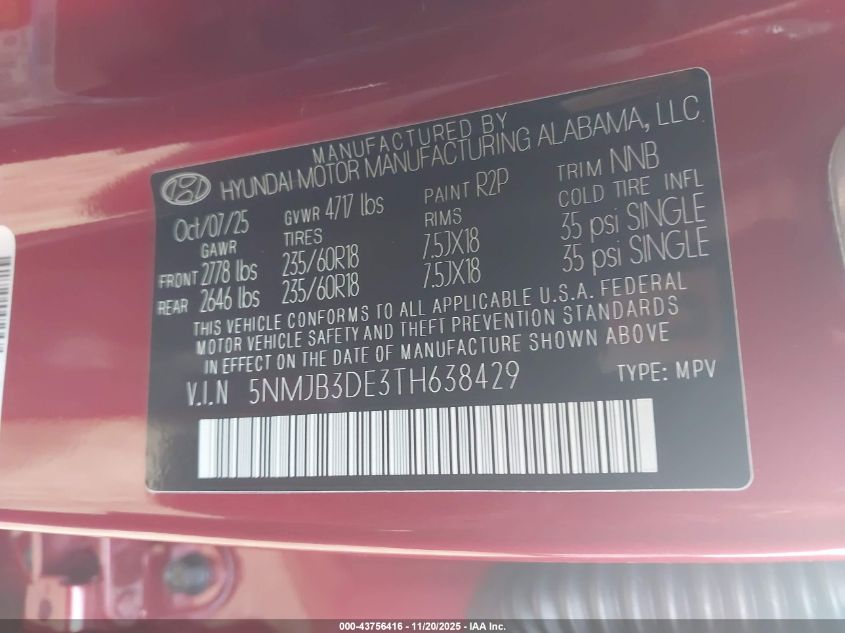 MANUFACTURED BY
HYUNDAI MOTOR MANUFACTURING ALABAMA, LLC
Oct/07/25 GVWR 4717 lbs PAINT R2P TRIM NNB
GAWR TIRES RIMS COLD TIRE INFL
FRONT 2778 lbs 235/60R18 7.5JX18 35 psi SINGLE
REAR 2646 lbs 235/60R18 7.5JX18 35 psi SINGLE
THIS VEHICLE CONFORMS TO ALL APPLICABLE U.S.A. FEDERAL
MOTOR VEHICLE SAFETY AND THEFT PREVENTION STANDARDS
IN EFFECT ON THE DATE OF MANUFACTURE SHOWN ABOVE
V.I.N 5NMJB3DE3TH638429 TYPE: MPV
000-43756416 - 11/20/2025 - IAA Inc.